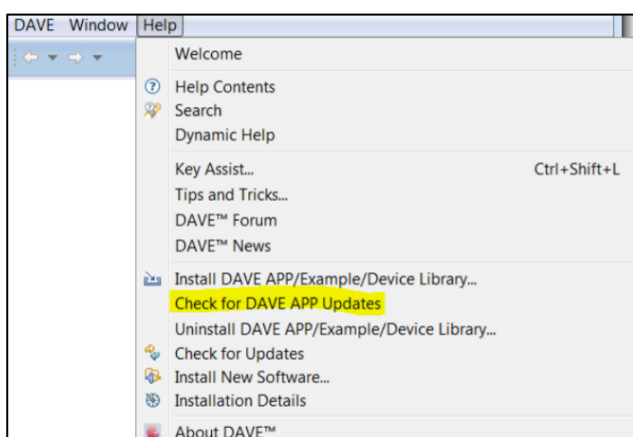 DAVE Window Help
Welcome
Help Contents
Search
Dynamic Help
Key Assist... Ctrl+Shift+L
Tips and Tricks...
DAVE™ Forum
DAVE™ News
Install DAVE APP/Example/Device Library...
Check for DAVE APP Updates
Uninstall DAVE APP/Example/Device Library...
Check for Updates
Install New Software...
Installation Details
About DAVE™